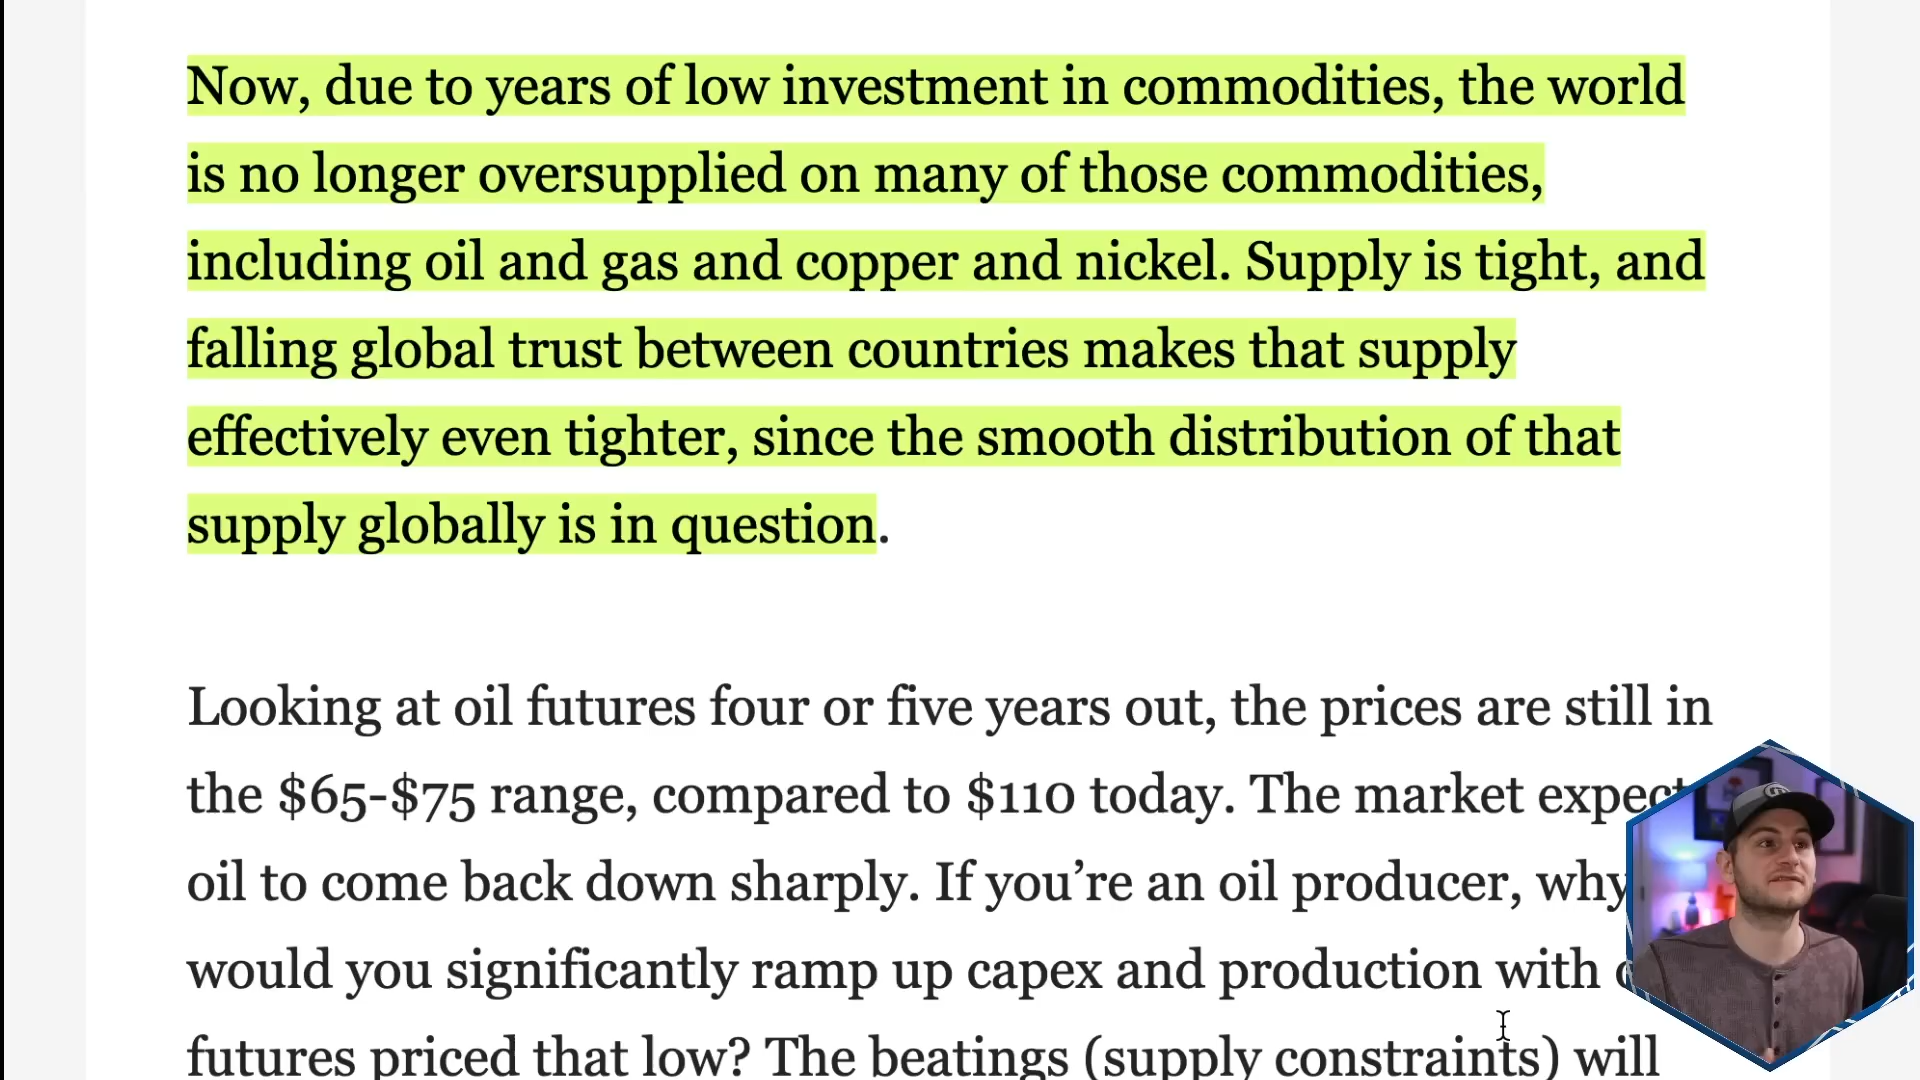 Now, due to years of low investment in commodities, the world
is no longer oversupplied on many of those commodities,
including oil and gas and copper and nickel. Supply is tight, and
falling global trust between countries makes that supply
effectively even tighter, since the smooth distribution of that
supply globally is in question.
Looking at oil futures four or five years out, the prices are still in
the $65-$75 range, compared to $110 today. The market
oil to come back down sharply. If you’re an oil producer, why
would you significantly ramp up capex and production with
futures priced that low? The beatings (supply constraints) will